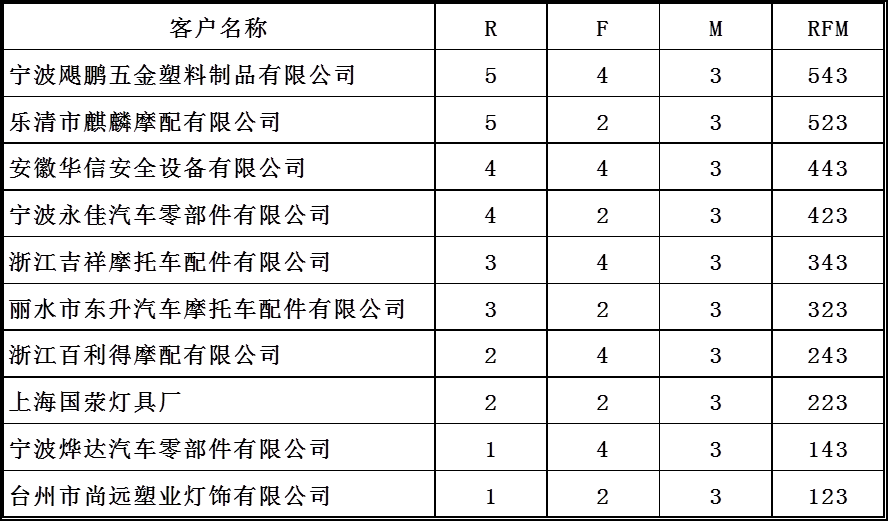 客户名称 R F M RFM
宁波飓鹏五金塑料制品有限公司 5 4 3 543
乐清市麒麟摩配有限公司 5 2 3 523
安徽华信安全设备有限公司 4 4 3 443
宁波永佳汽车零部件有限公司 4 2 3 423
浙江吉祥摩托车配件有限公司 3 4 3 343
丽水市东升汽车摩托车配件有限公司 3 2 3 323
浙江百利得摩配有限公司 2 4 3 243
上海国荥灯具厂 2 2 3 223
宁波烨达汽车零部件有限公司 1 4 3 143
台州市尚远塑业灯饰有限公司 1 2 3 123